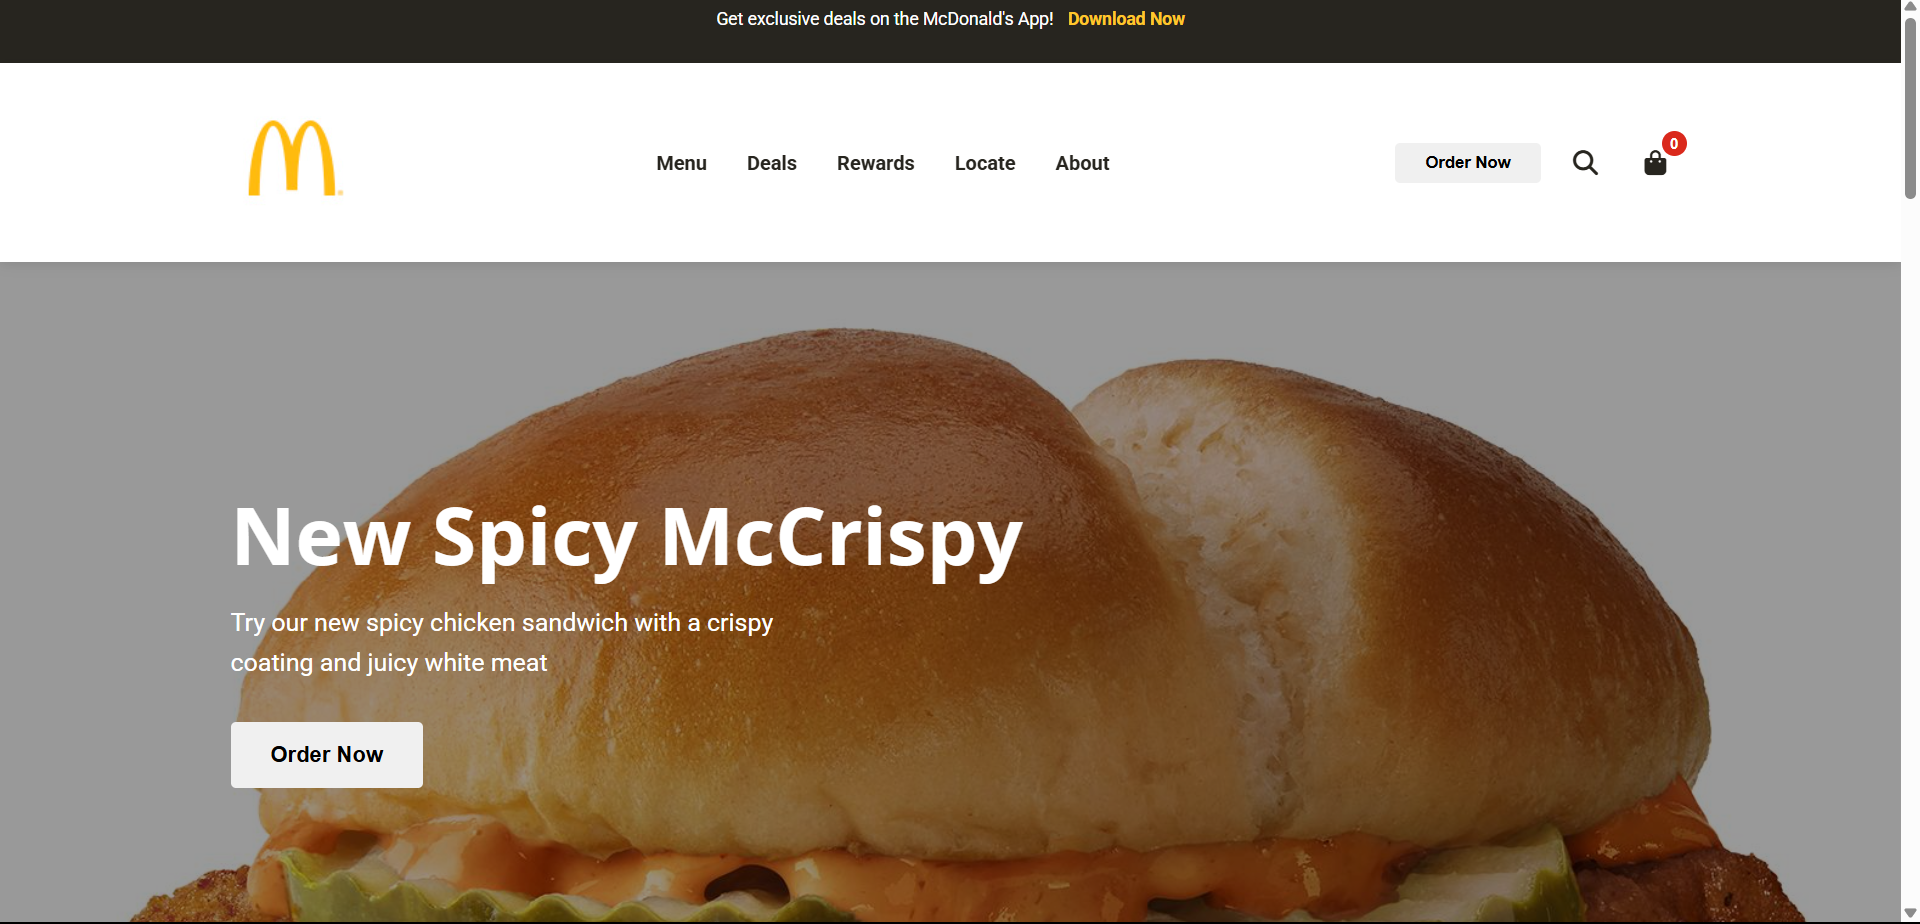 Get exclusive deals on the McDonald's App! Download Now
Menu Deals Rewards Locate About Order Now 0
New Spicy McCrispy
Try our new spicy chicken sandwich with a crispy
coating and juicy white meat
Order Now